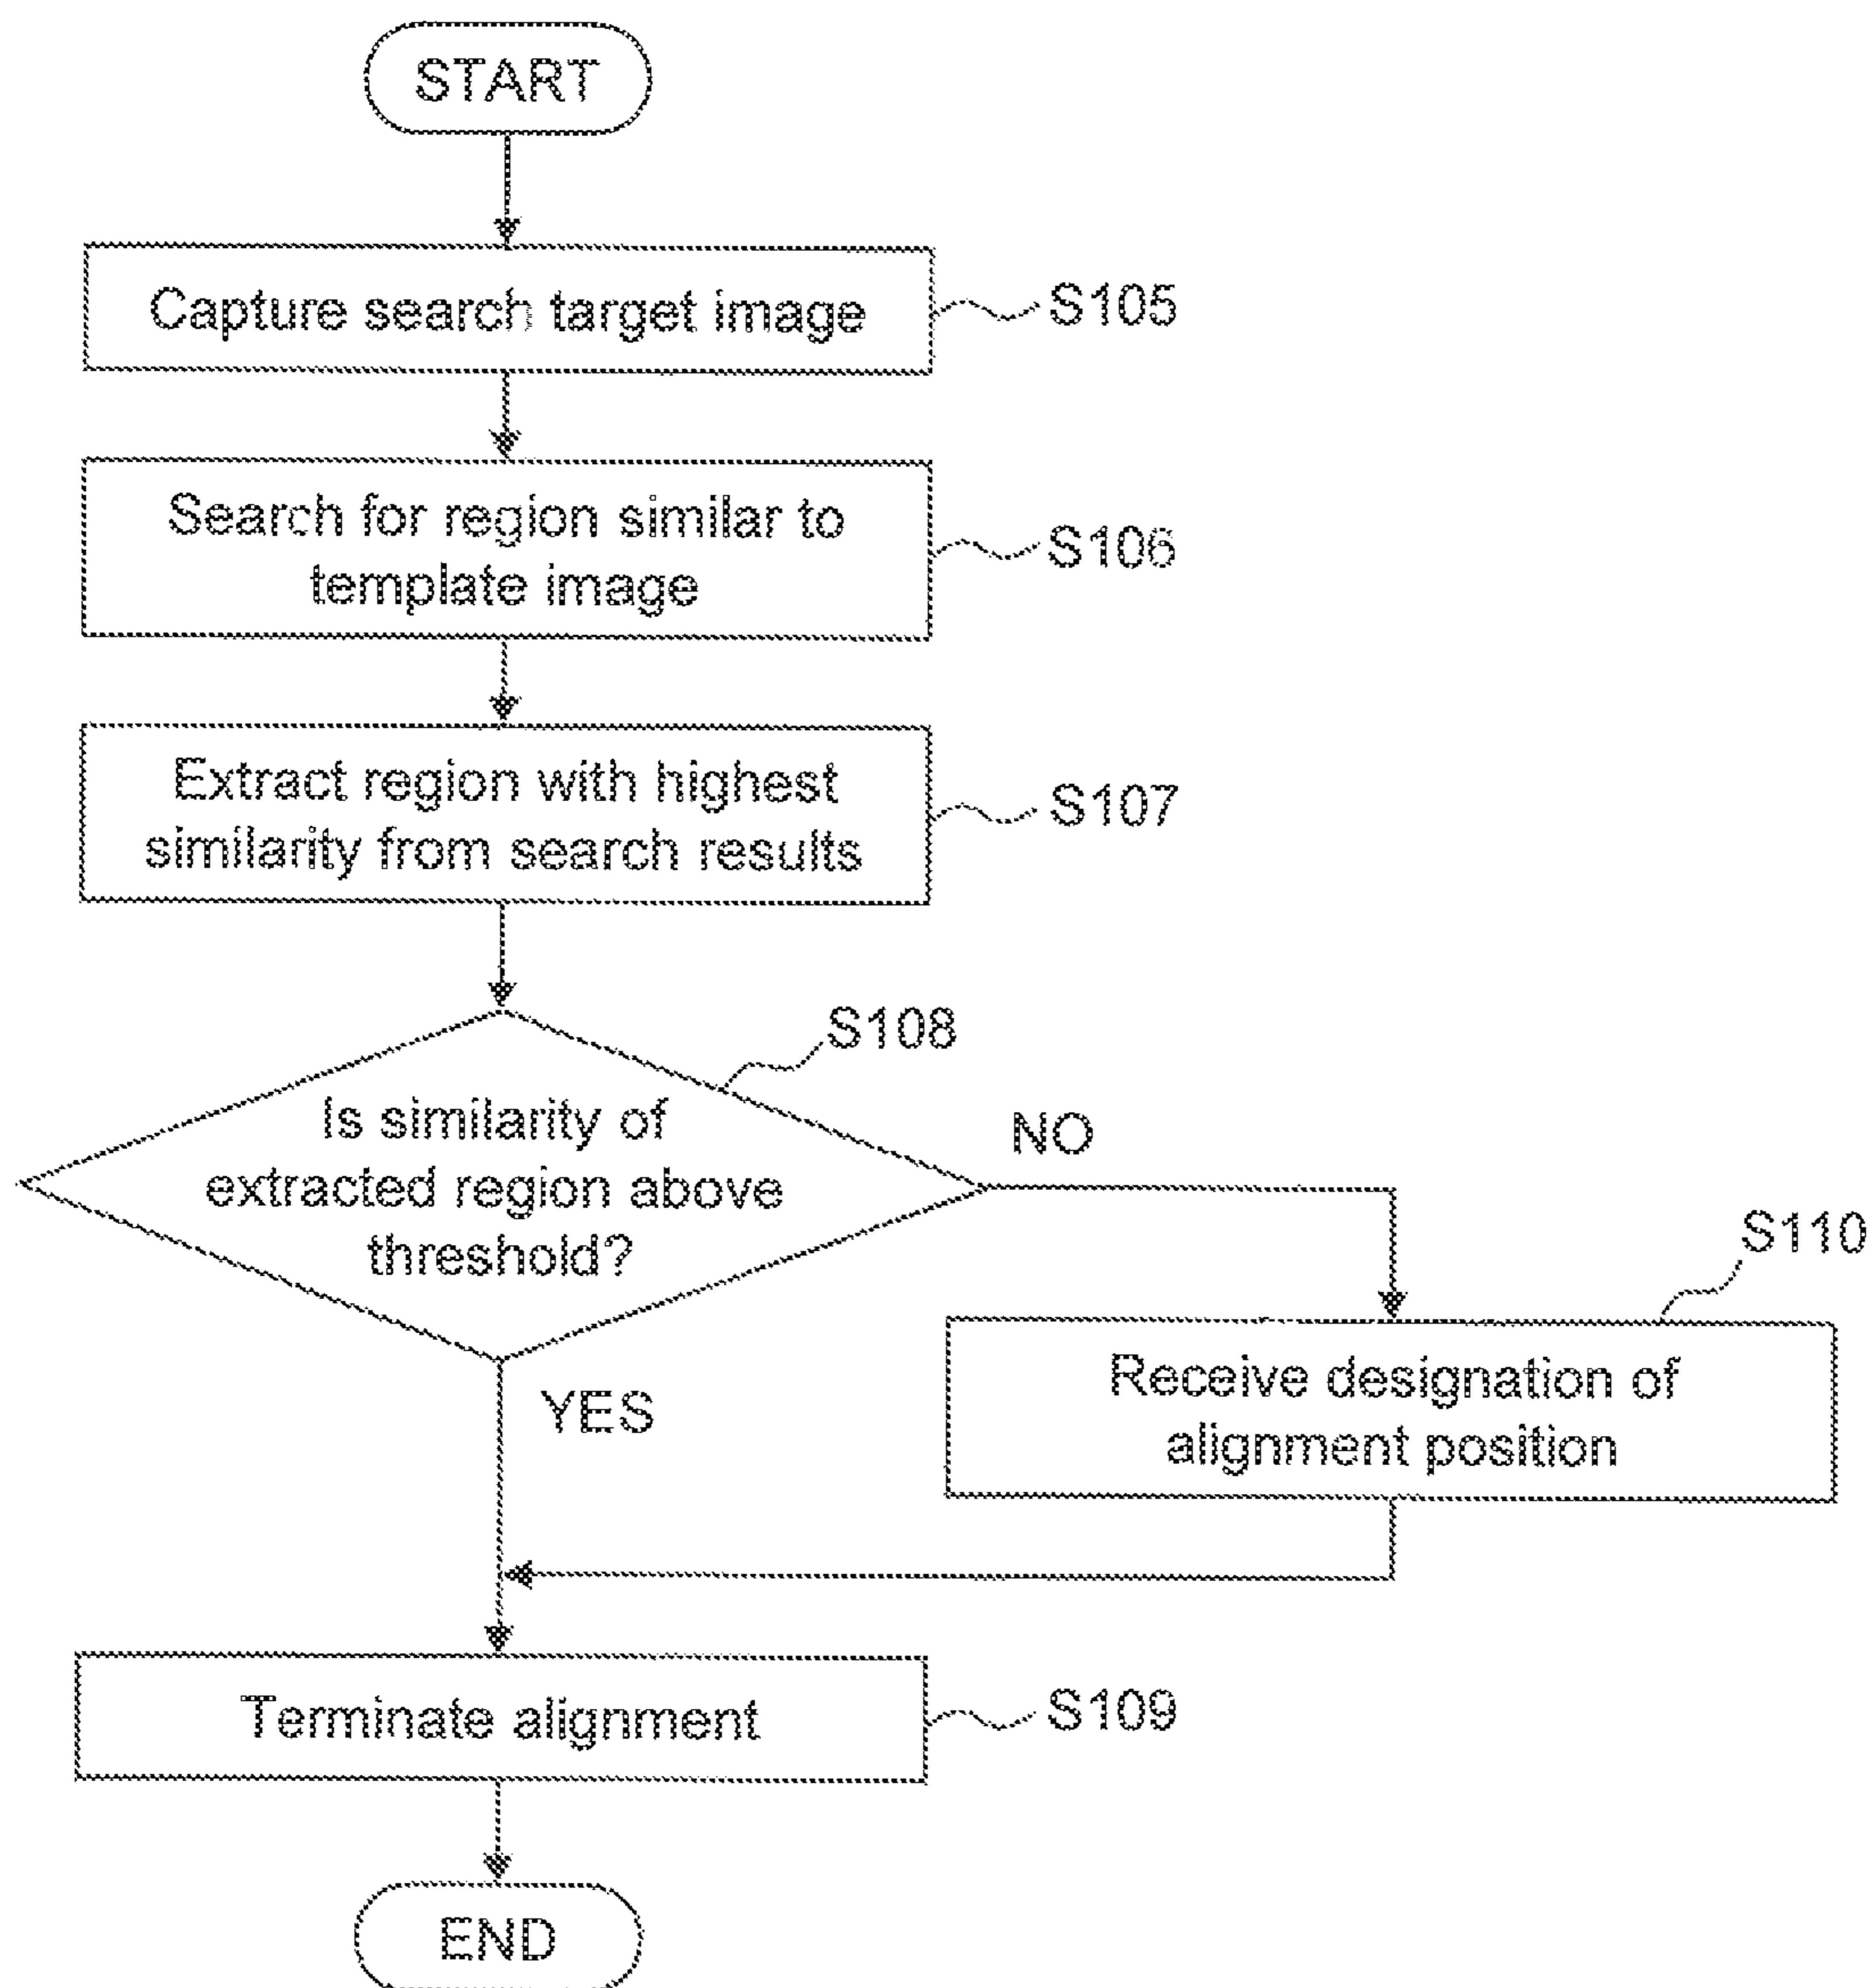 START
Capture search target image
S105
Search for region similar to
template image
S106
Extract region with highest
similarity from search results
S107
S108
Is similarity of
extracted region above
threshold?
NO
YES
S110
Receive designation of
alignment position
Terminate alignment
S109
END